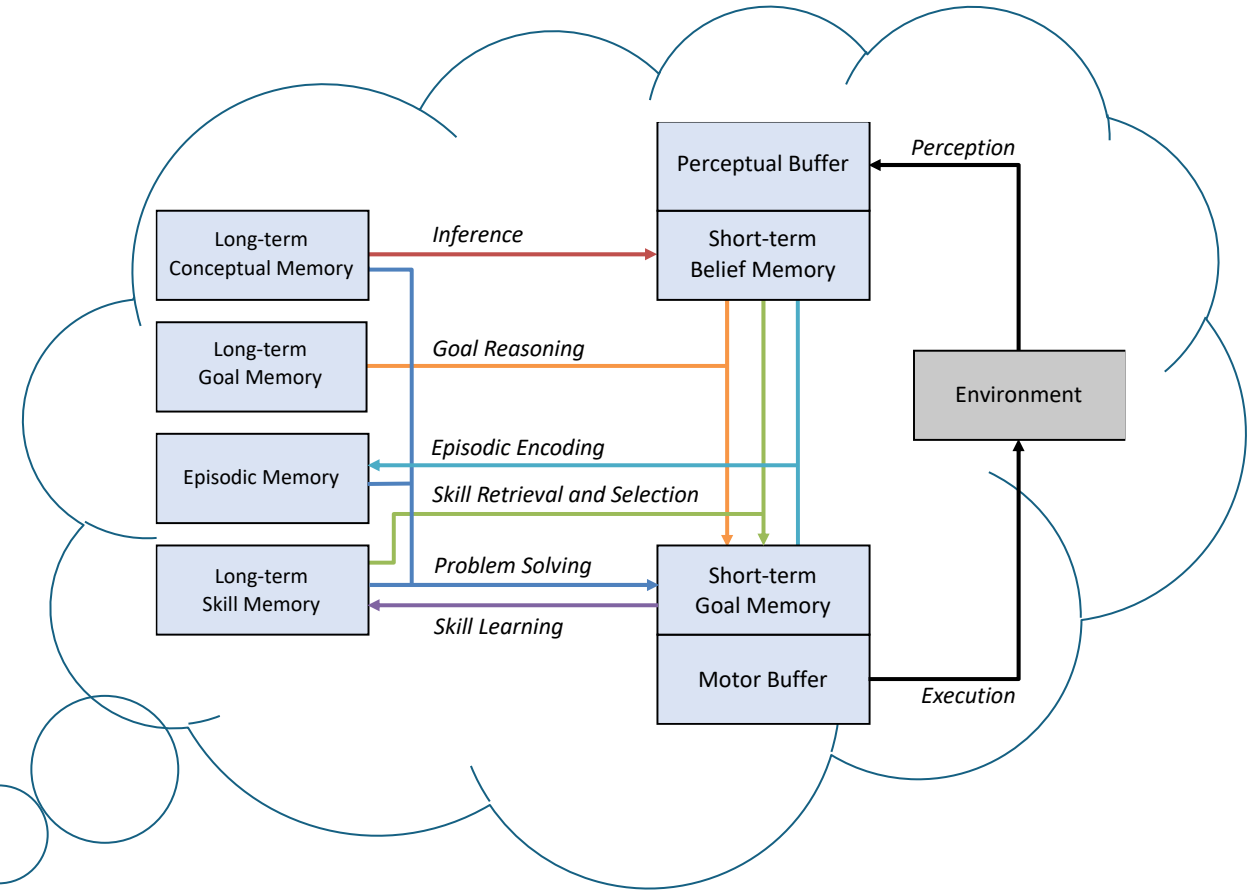 Perceptual Buffer
Perception
Long-term
Conceptual Memory
Inference
Short-term
Belief Memory
Long-term
Goal Memory
Goal Reasoning
Environment
Episodic Memory
Episodic Encoding
Skill Retrieval and Selection
Long-term
Skill Memory
Problem Solving
Short-term
Goal Memory
Skill Learning
Motor Buffer
Execution